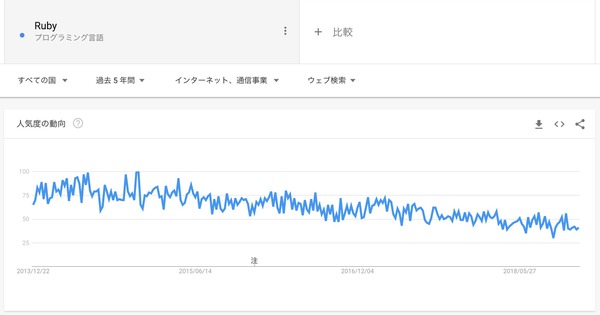 Ruby
プログラミング言語
+ 比較
すべての国
過去 5 年間
インターネット、通信事業
ウェブ検索
人気度の動向
100
75
50
25
注
2013/12/22
2015/06/14
2016/12/04
2018/05/27